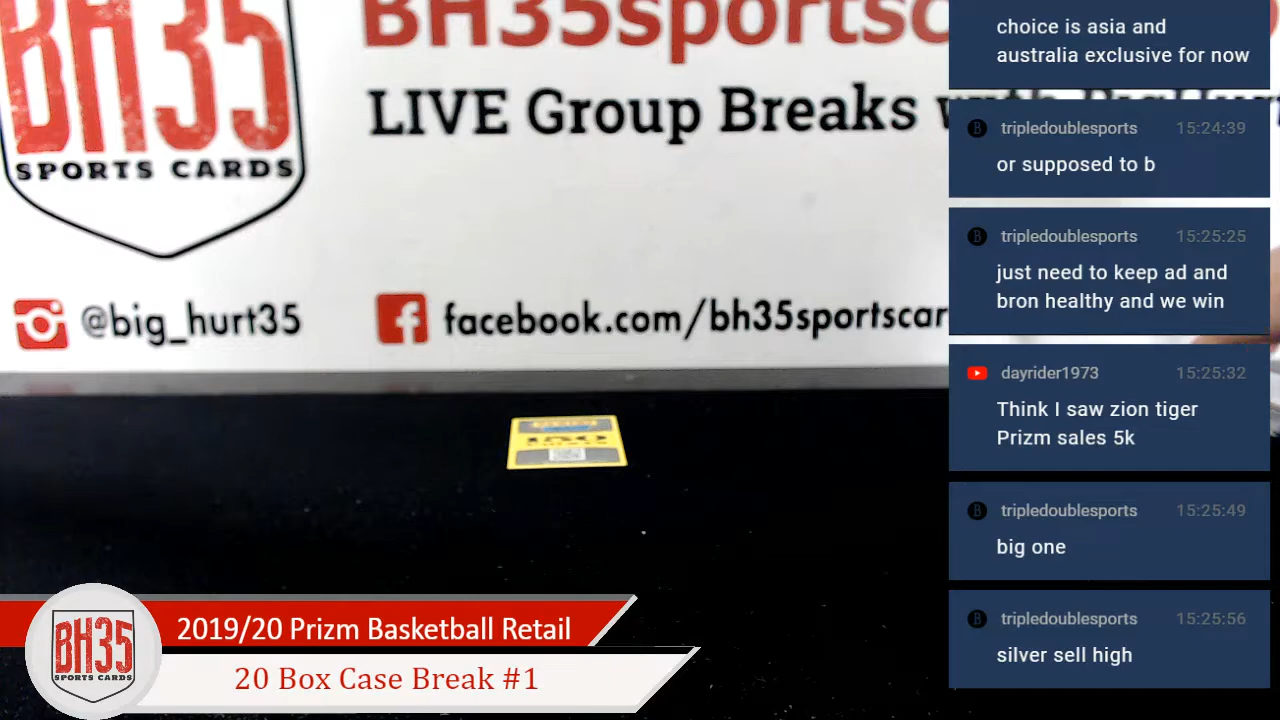 BH35
SPORTS CARDS
BH35sportsc
LIVE Group Breaks
@big_hurt35
facebook.com/bh35sportscar
150
choice is asia and
australia exclusive for now
tripledoublesports 15:24:39
or supposed to b
tripledoublesports 15:25:25
just need to keep ad and
bron healthy and we win
dayrider1973 15:25:32
Think I saw zion tiger
Prizm sales 5k
tripledoublesports 15:25:49
big one
tripledoublesports 15:25:56
silver sell high
BH35
SPORTS CARDS
2019/20 Prizm Basketball Retail
20 Box Case Break #1